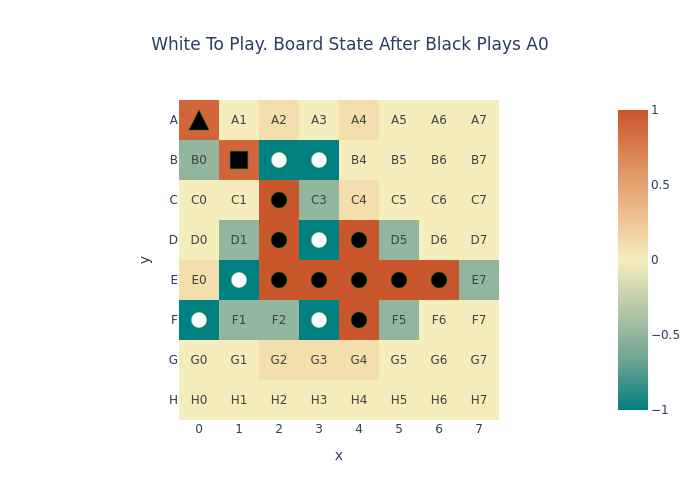 White To Play. Board State After Black Plays A0
A A1 A2 A3 A4 A5 A6 A7
B B0 B4 B5 B6 B7
C C0 C1 C3 C4 C5 C6 C7
D D0 D1 D5 D6 D7
E E0 E7
F F1 F2 F5 F6 F7
G G0 G1 G2 G3 G4 G5 G6 G7
H H0 H1 H2 H3 H4 H5 H6 H7
0 1 2 3 4 5 6 7
x
y
1
0.5
0
−0.5
−1